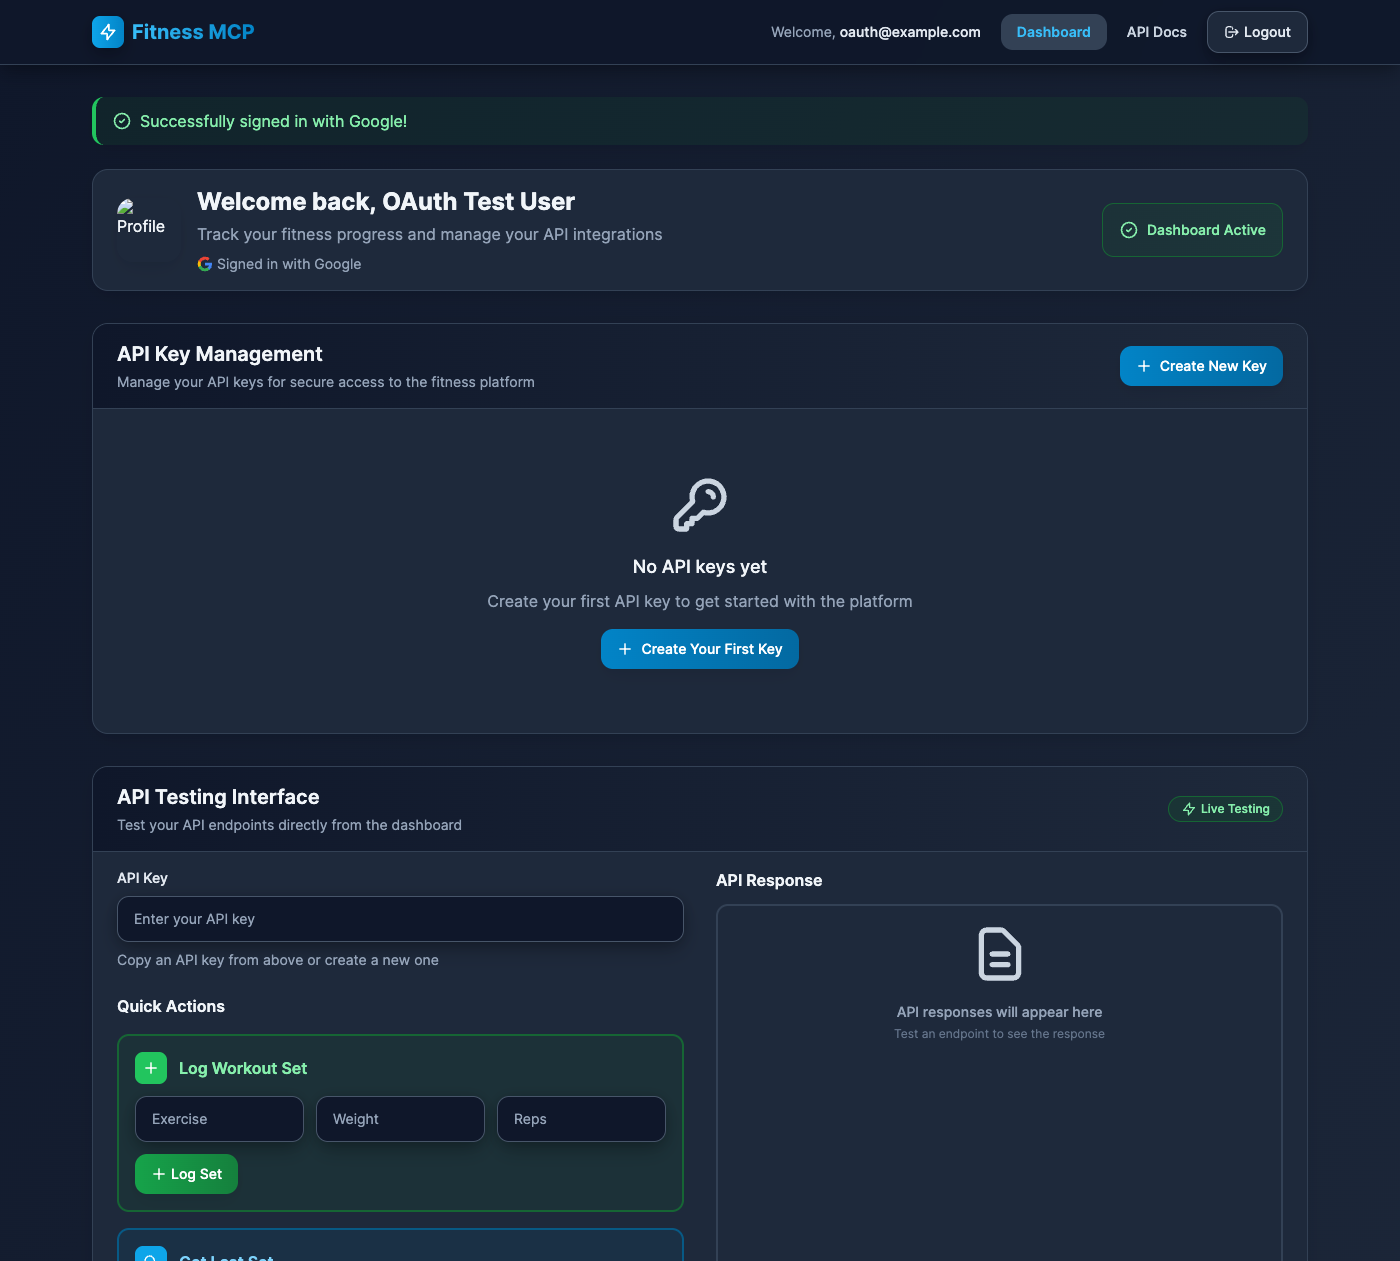 Fitness MCP
Welcome, oauth@example.com
Dashboard
API Docs
Logout
Successfully signed in with Google!
Profile
Welcome back, OAuth Test User
Track your fitness progress and manage your API integrations
Signed in with Google
Dashboard Active
API Key Management
Manage your API keys for secure access to the fitness platform
Create New Key
No API keys yet
Create your first API key to get started with the platform
Create Your First Key
API Testing Interface
Test your API endpoints directly from the dashboard
Live Testing
API Key
Enter your API key
Copy an API key from above or create a new one
Quick Actions
Log Workout Set
Exercise
Weight
Reps
Log Set
Get Last Set
API Response
API responses will appear here
Test an endpoint to see the response